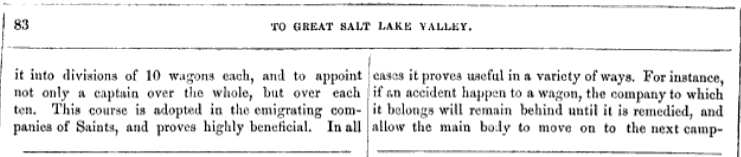 83
TO GREAT SALT LAKE VALLEY.
it into divisions of 10 wagons each, and to appoint
not only a captain over the whole, but over each
ten. This course is adopted in the emigrating com-
panies of Saints, and proves highly beneficial. In all
cases it proves useful in a variety of ways. For instance,
if an accident happen to a wagon, the company to which
it belongs will remain behind until it is remedied, and
allow the main body to move on to the next camp-